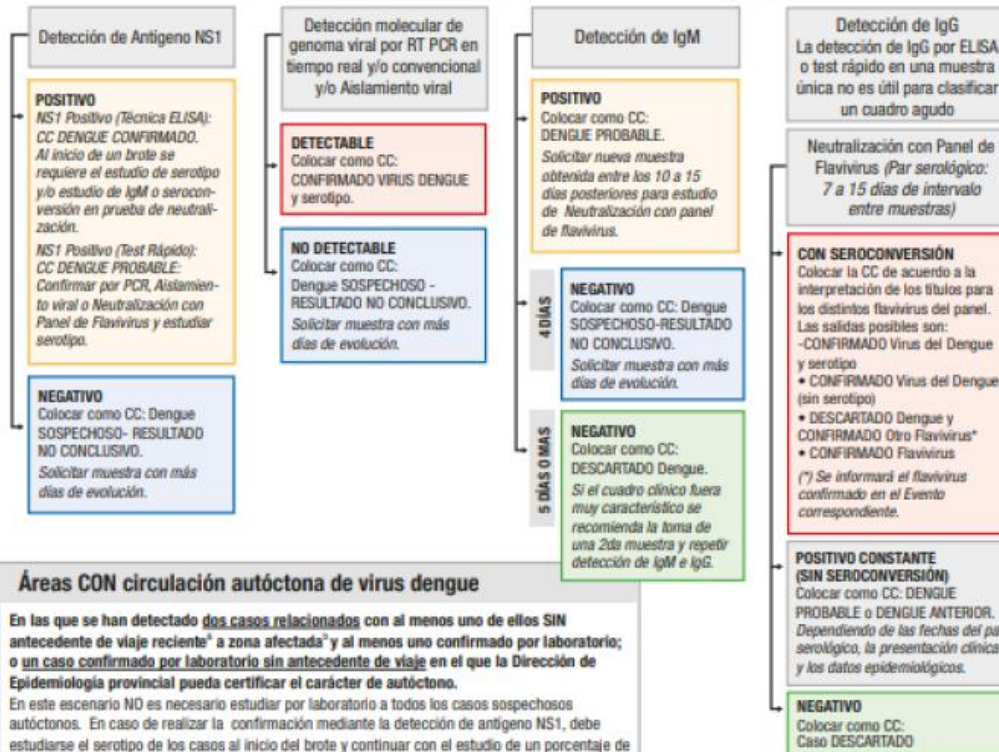 Detección de Antígeno NS1
POSITIVO
NS1 Positivo (Técnica ELISA):
CC DENGUE CONFIRMADO.
Al inicio de un brote se
requiere el estudio de serotipo
y/o estudio de IgM o serocon-
versión en prueba de neutrali-
zación.
NS1 Positivo (Test Rápido):
CC DENGUE PROBABLE:
Confirmar por PCR, Aislamien-
to viral o Neutralización con
Panel de Flavivirus y estudiar
serotipo.
NEGATIVO
Colocar como CC: Dengue
SOSPECHOSO- RESULTADO
NO CONCLUSIVO.
Solicitar muestra con más
días de evolución.
Detección molecular de
genoma viral por RT PCR en
tiempo real y/o convencional
y/o Aislamiento viral
DETECTABLE
Colocar como CC:
CONFIRMADO VIRUS DENGUE
y serotipo.
NO DETECTABLE
Colocar como CC:
Dengue SOSPECHOSO -
RESULTADO NO CONCLUSIVO.
Solicitar muestra con más
días de evolución.
Detección de IgM
POSITIVO
Colocar como CC:
DENGUE PROBABLE.
Solicitar nueva muestra
obtenida entre los 10 a 15
días posteriores para estudio
de Neutralización con panel
de flavivirus.
4 DÍAS
NEGATIVO
Colocar como CC: Dengue
SOSPECHOSO-RESULTADO
NO CONCLUSIVO.
Solicitar muestra con más
días de evolución.
5 DÍAS O MAS
NEGATIVO
Colocar como CC:
DESCARTADO Dengue.
Si el cuadro clínico fuera
muy característico se
recomienda la toma de
una 2da muestra y repetir
detección de IgM e IgG.
Detección de IgG
La detección de IgG por ELISA
o test rápido en una muestra
única no es útil para clasificar
un cuadro agudo
Neutralización con Panel de
Flavivirus (Par serológico:
7 a 15 días de intervalo
entre muestras)
CON SEROCONVERSIÓN
Colocar la CC de acuerdo a la
interpretación de los títulos para
los distintos flavivirus del panel.
Las salidas posibles son:
-CONFIRMADO Virus del Dengue
y serotipo
• CONFIRMADO Virus del Dengue
(sin serotipo)
• DESCARTADO Dengue y
CONFIRMADO Otro Flavivirus*
• CONFIRMADO Flavivirus
(*) Se informará el flavivirus
confirmado en el Evento
correspondiente.
POSITIVO CONSTANTE
(SIN SEROCONVERSIÓN)
Colocar como CC: DENGUE
PROBABLE o DENGUE ANTERIOR.
Dependiendo de las fechas del par
serológico, la presentación clínica
y los datos epidemiológicos.
NEGATIVO
Colocar como CC:
Caso DESCARTADO
Áreas CON circulación autóctona de virus dengue
En las que se han detectado dos casos relacionados con al menos uno de ellos SIN
antecedente de viaje reciente a zona afectada y al menos uno confirmado por laboratorio;
o un caso confirmado por laboratorio sin antecedente de viaje en el que la Dirección de
Epidemiología provincial pueda certificar el carácter de autóctono.
En este escenario NO es necesario estudiar por laboratorio a todos los casos sospechosos
autóctonos. En caso de realizar la confirmación mediante la detección de antígeno NS1, debe
estudiarse el serotipo de los casos al inicio del brote y continuar con el estudio de un porcentaje de